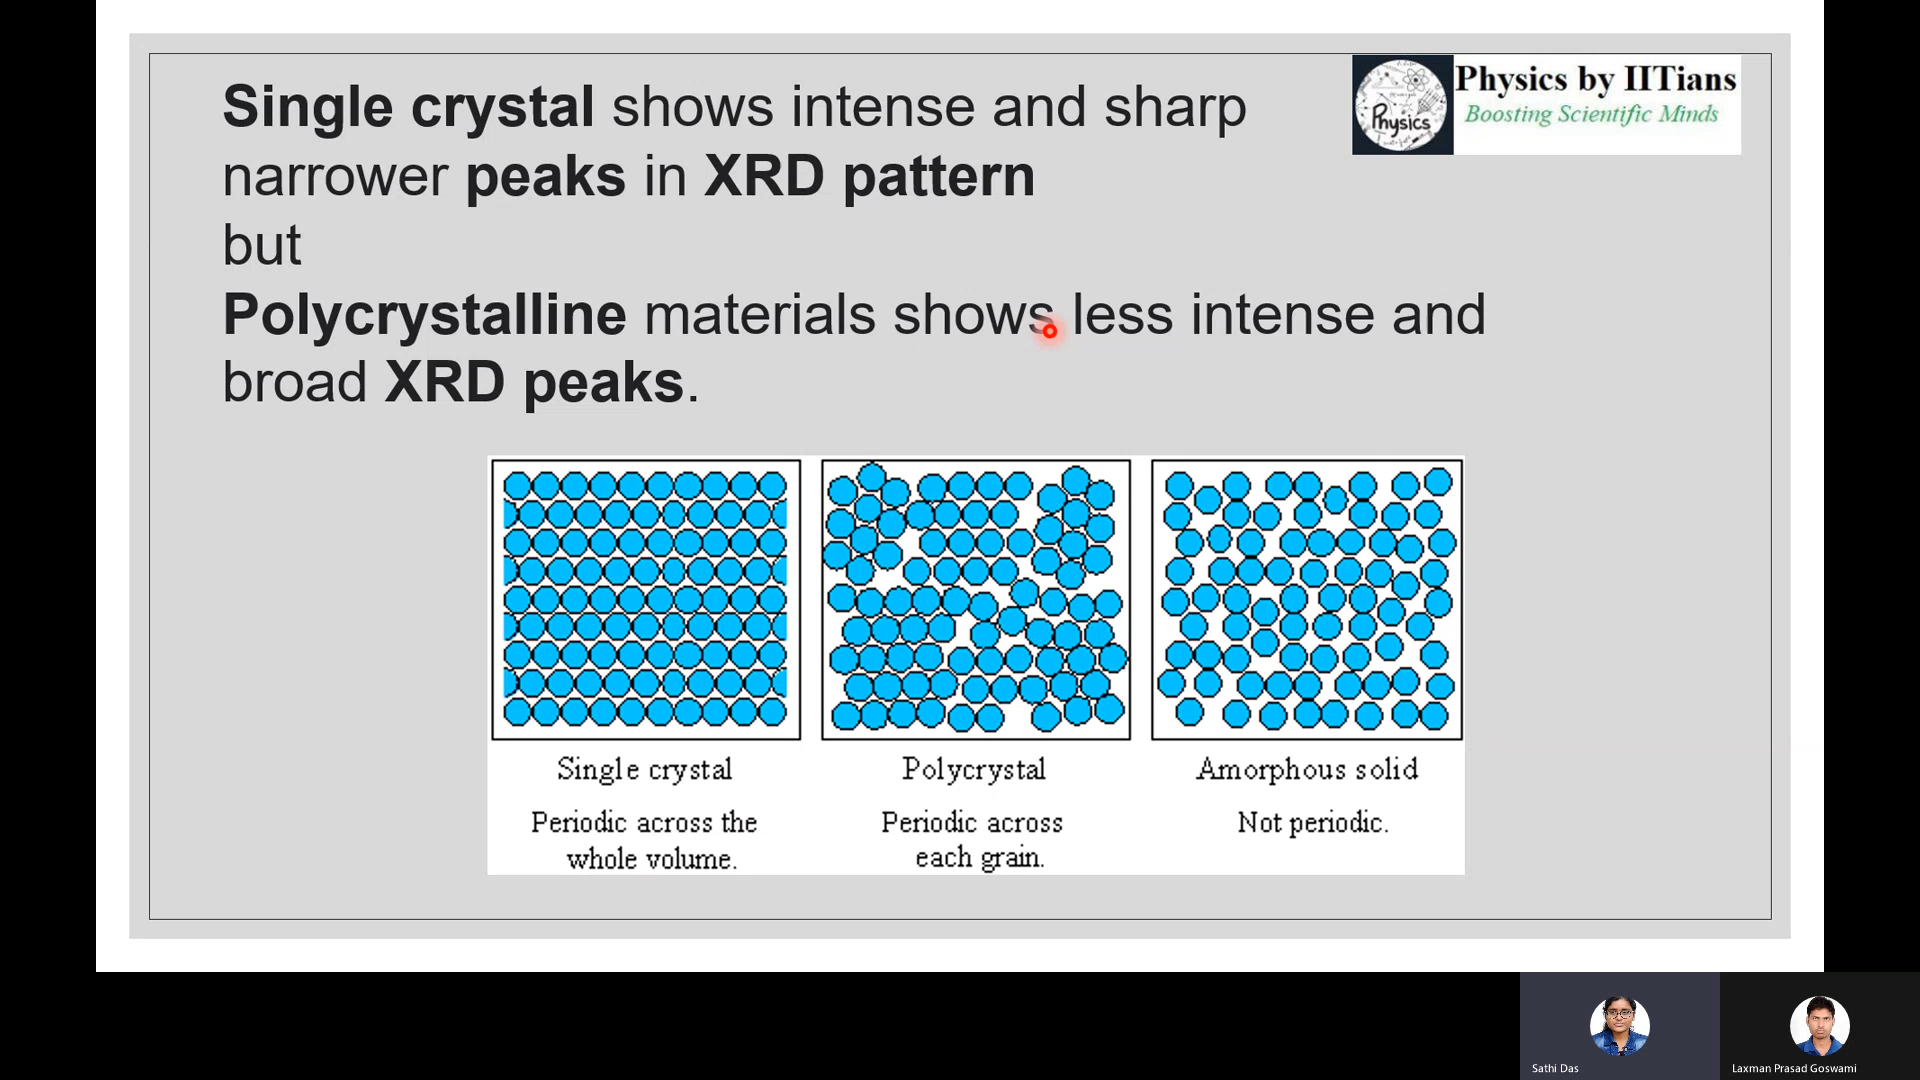 Single crystal shows intense and sharp
narrower peaks in XRD pattern
but
Polycrystalline materials shows less intense and
broad XRD peaks.
Physics
Physics by IITians
Boosting Scientific Minds
Single crystal
Periodic across the
whole volume.
Polycrystal
Periodic across
each grain.
Amorphous solid
Not periodic.
Sathi Das
Laxman Prasad Goswami